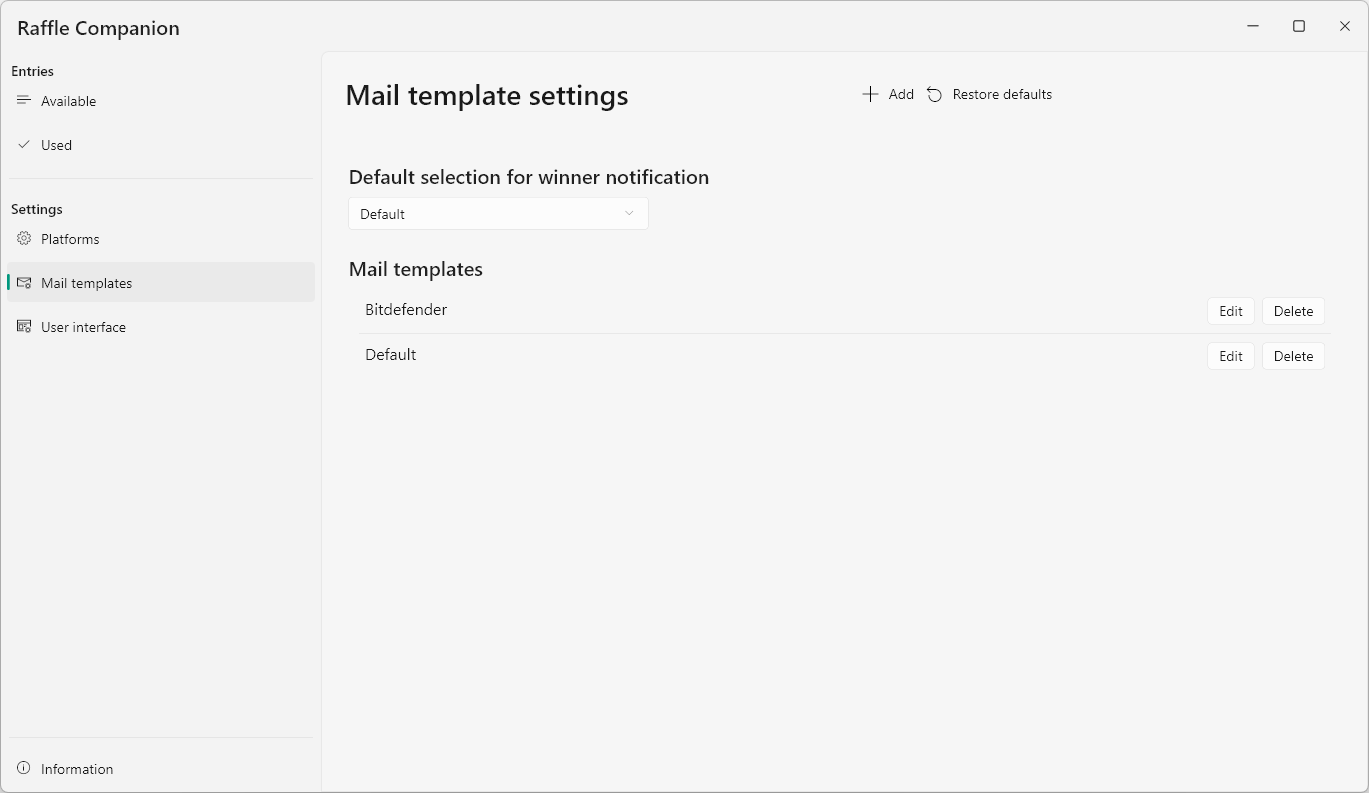 Raffle Companion
Entries
Available
Used
Settings
Platforms
Mail templates
User interface
Information
Mail template settings
Add
Restore defaults
Default selection for winner notification
Default
Mail templates
Bitdefender
Edit
Delete
Default
Edit
Delete